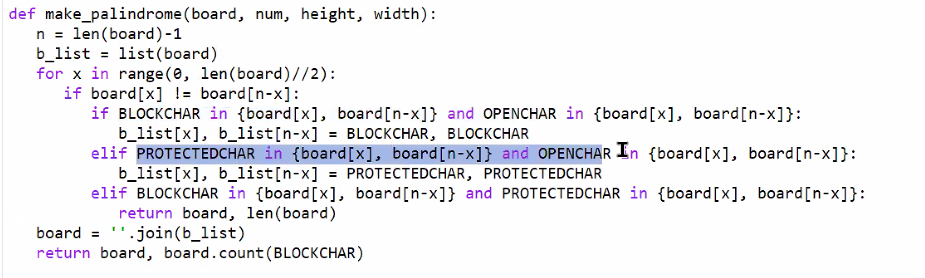 def make_palindrome(board, num, height, width):
n = len(board)-1
b_list = list(board)
for x in range(0, len(board)//2):
if board[x] != board[n-x]:
if BLOCKCHAR in {board[x], board[n-x]} and OPENCHAR in {board[x], board[n-x]}:
b_list[x], b_list[n-x] = BLOCKCHAR, BLOCKCHAR
elif PROTECTEDCHAR in {board[x], board[n-x]} and OPENCHAR in {board[x], board[n-x]}:
b_list[x], b_list[n-x] = PROTECTEDCHAR, PROTECTEDCHAR
elif BLOCKCHAR in {board[x], board[n-x]} and PROTECTEDCHAR in {board[x], board[n-x]}:
return board, len(board)
board = ''.join(b_list)
return board, board.count(BLOCKCHAR)